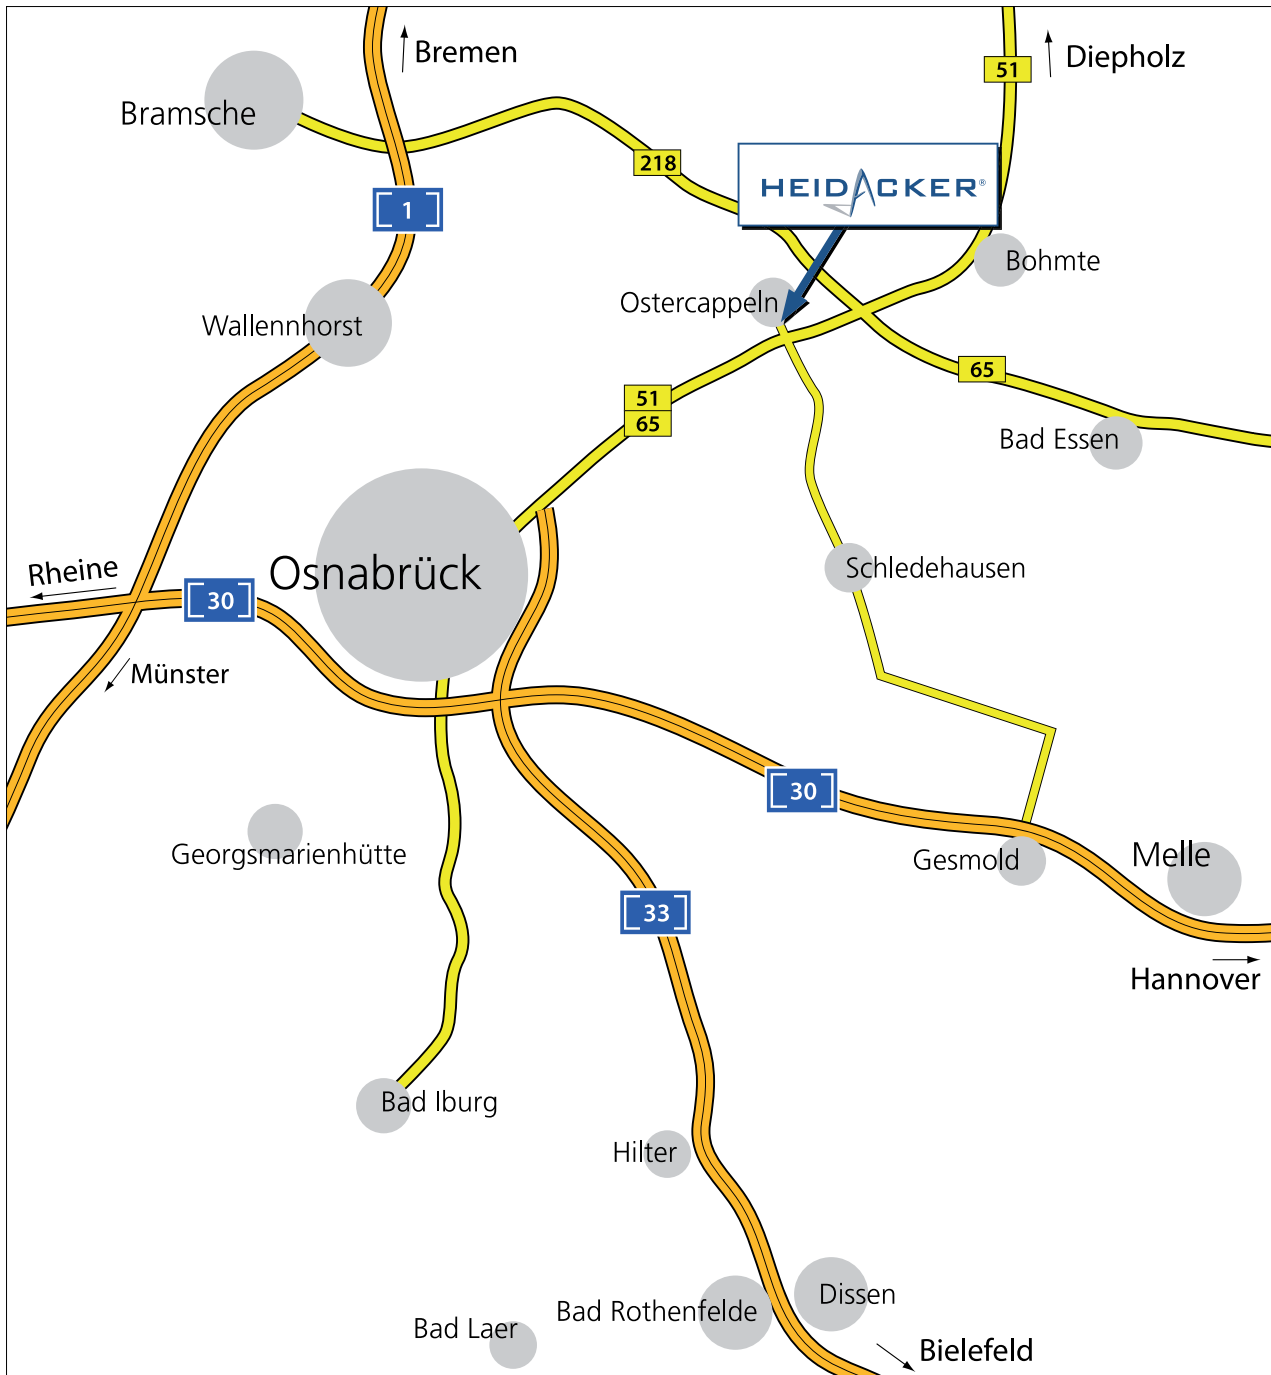 Bremen
Diepholz
51
Bramsche
218
HEIDACKER®
1
Bohmte
Ostercappeln
Wallennhorst
65
51
65
Bad Essen
Osnabrück
Schledehausen
Rheine
30
Münster
30
Georgsmarienhütte
Gesmold
Melle
33
Hannover
Bad Iburg
Hilter
Dissen
Bad Rothenfelde
Bad Laer
Bielefeld